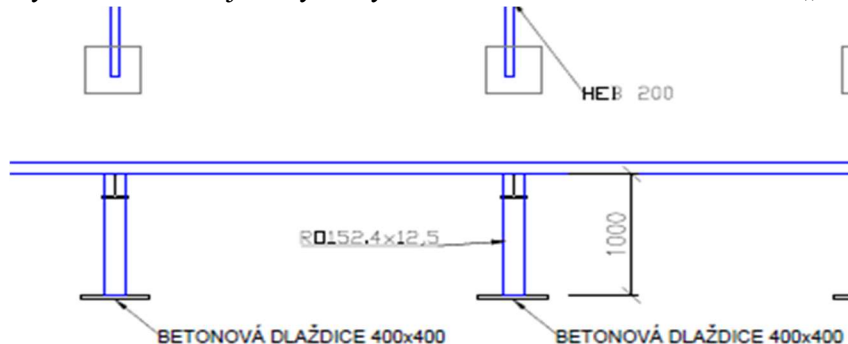 HEB 200
RO152.4x12,5
1000
BETONOVÁ DLAŽDICE 400x400
BETONOVÁ DLAŽDICE 400x400